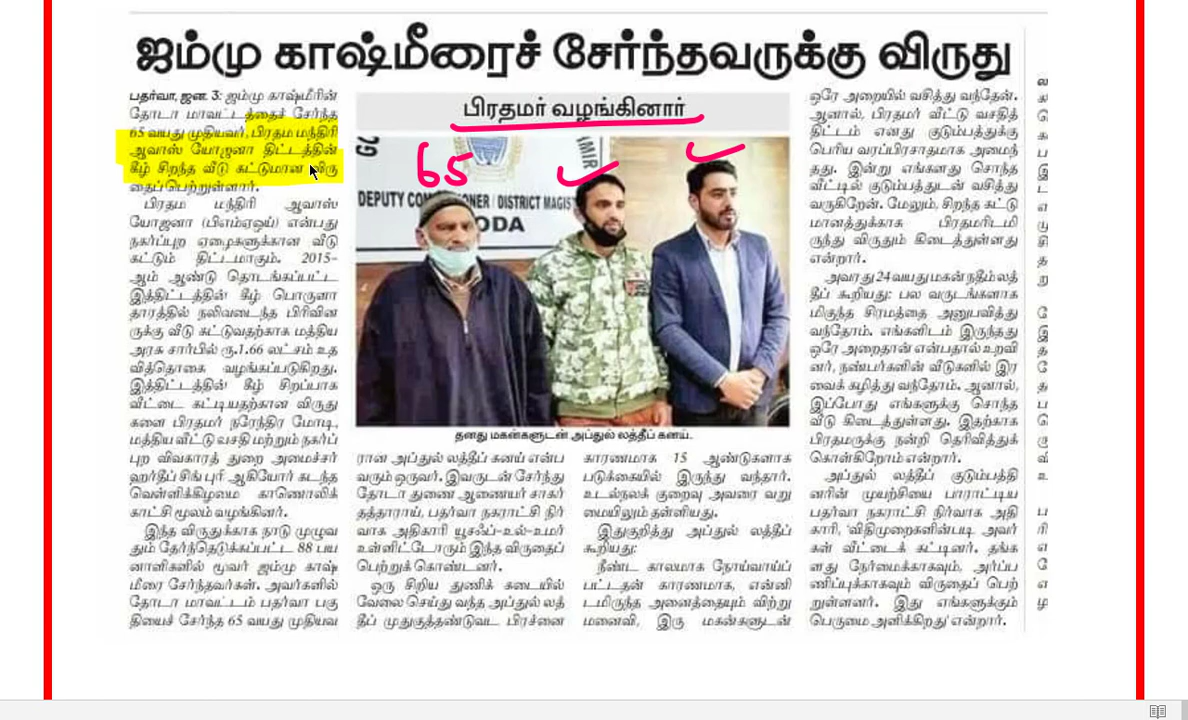 ஜம்மு காஷ்மீரைச் சேர்ந்தவருக்கு விருது
பதர்வா, ஜன. 3: ஜம்மு காஷ்மீரின்
தோடா மாவட்டத்தைச் சேர்ந்த
65 வயது முதியவர், பிரதம மந்திரி
ஆவாஸ் யோஜனா திட்டத்தின்
கீழ் சிறந்த வீடு கட்டுமான விரு
தைப் பெற்றுள்ளார்.
பிரதம மந்திரி ஆவாஸ்
யோஜனா (பிஎம்ஏஒய்) என்பது
நகர்ப்புற ஏழைகளுக்கான வீடு
கட்டும் திட்டமாகும். 2015-
ஆம் ஆண்டு தொடங்கப்பட்ட
இத்திட்டத்தின் கீழ் பொருளா
தாரத்தில் நலிவடைந்த பிரிவின
ருக்கு வீடு கட்டுவதற்காக மத்திய
அரசு சார்பில் ரூ.1.66 லட்சம் உத
வித்தொகை வழங்கப்படுகிறது.
இத்திட்டத்தின் கீழ் சிறப்பாக
வீட்டை கட்டியதற்கான விருது
களை பிரதமர் நரேந்திர மோடி,
மத்திய வீட்டு வசதி மற்றும் நகர்ப்
புற விவகாரத் துறை அமைச்சர்
ஹர்தீப் சிங் புரி ஆகியோர் கடந்த
வெள்ளிக்கிழமை காணொலிக்
காட்சி மூலம் வழங்கினர்.
இந்த விருதுக்காக நாடு முழுவ
தும் தேர்ந்தெடுக்கப்பட்ட 88 பய
னாளிகளில் மூவர் ஜம்மு காஷ்
மீரை சேர்ந்தவர்கள். அவர்களில்
தோடா மாவட்டம் பதர்வா பகு
தியைச் சேர்ந்த 65 வயது முதியவ
பிரதமர் வழங்கினார்
65
DEPUTY COMMISSIONER / DISTRICT MAGIS
ODA
தனது மகன்களுடன் அப்துல் லத்தீப் கனய்.
ரான அப்துல் லத்தீப் கனய் என்ப
வரும் ஒருவர். இவருடன் சேர்ந்து
தோடா துணை ஆணையர் சாகர்
தத்தாராய், பதர்வா நகராட்சி நிர்
வாக அதிகாரி யூசஃப்-உல்-உமர்
உள்ளிட்டோரும் இந்த விருதைப்
பெற்றுக் கொண்டனர்.
ஒரு சிறிய துணிக் கடையில்
வேலை செய்து வந்த அப்துல் லத்
தீப் முதுகுத்தண்டுவட பிரச்னை
காரணமாக 15 ஆண்டுகளாக
படுக்கையில் இருந்து வந்தார்.
உடல்நலக் குறைவு அவரை வறு
மையிலும் தள்ளியது.
இதுகுறித்து அப்துல் லத்தீப்
கூறியது:
நீண்ட காலமாக நோய்வாய்ப்
பட்டதன் காரணமாக, என்னி
டமிருந்த அனைத்தையும் விற்று
மனைவி, இரு மகன்களுடன்
ஒரே அறையில் வசித்து வந்தேன்.
ஆனால், பிரதமர் வீட்டு வசதித்
திட்டம் எனது குடும்பத்துக்கு
பெரிய வரப்பிரசாதமாக அமைந்
தது. இன்று எங்களது சொந்த
வீட்டில் குடும்பத்துடன் வசித்து
வருகிறேன். மேலும், சிறந்த கட்டு
மானத்துக்காக பிரதமரிடமி
ருந்து விருதும் கிடைத்துள்ளது
என்றார்.
அவரது 24 வயது மகன் நதீம் லத்
தீப் கூறியது: பல வருடங்களாக
மிகுந்த சிரமத்தை அனுபவித்து
வந்தோம். எங்களிடம் இருந்தது
ஒரே அறைதான் என்பதால் உறவி
னர், நண்பர்களின் வீடுகளில் இர
வைக் கழித்து வந்தோம். ஆனால்,
இப்போது எங்களுக்கு சொந்த
வீடு கிடைத்துள்ளது. இதற்காக
பிரதமருக்கு நன்றி தெரிவித்துக்
கொள்கிறோம் என்றார்.
அப்துல் லத்தீப் குடும்பத்தி
னரின் முயற்சியை பாராட்டிய
பதர்வா நகராட்சி நிர்வாக அதி
காரி, 'விதிமுறைகளின்படி அவர்
கள் வீட்டைக் கட்டினர். தங்க
ளது நேர்மைக்காகவும், அர்ப்ப
ணிப்புக்காகவும் விருதைப் பெற்
றுள்ளனர். இது எங்களுக்கும்
பெருமை அளிக்கிறது' என்றார்.